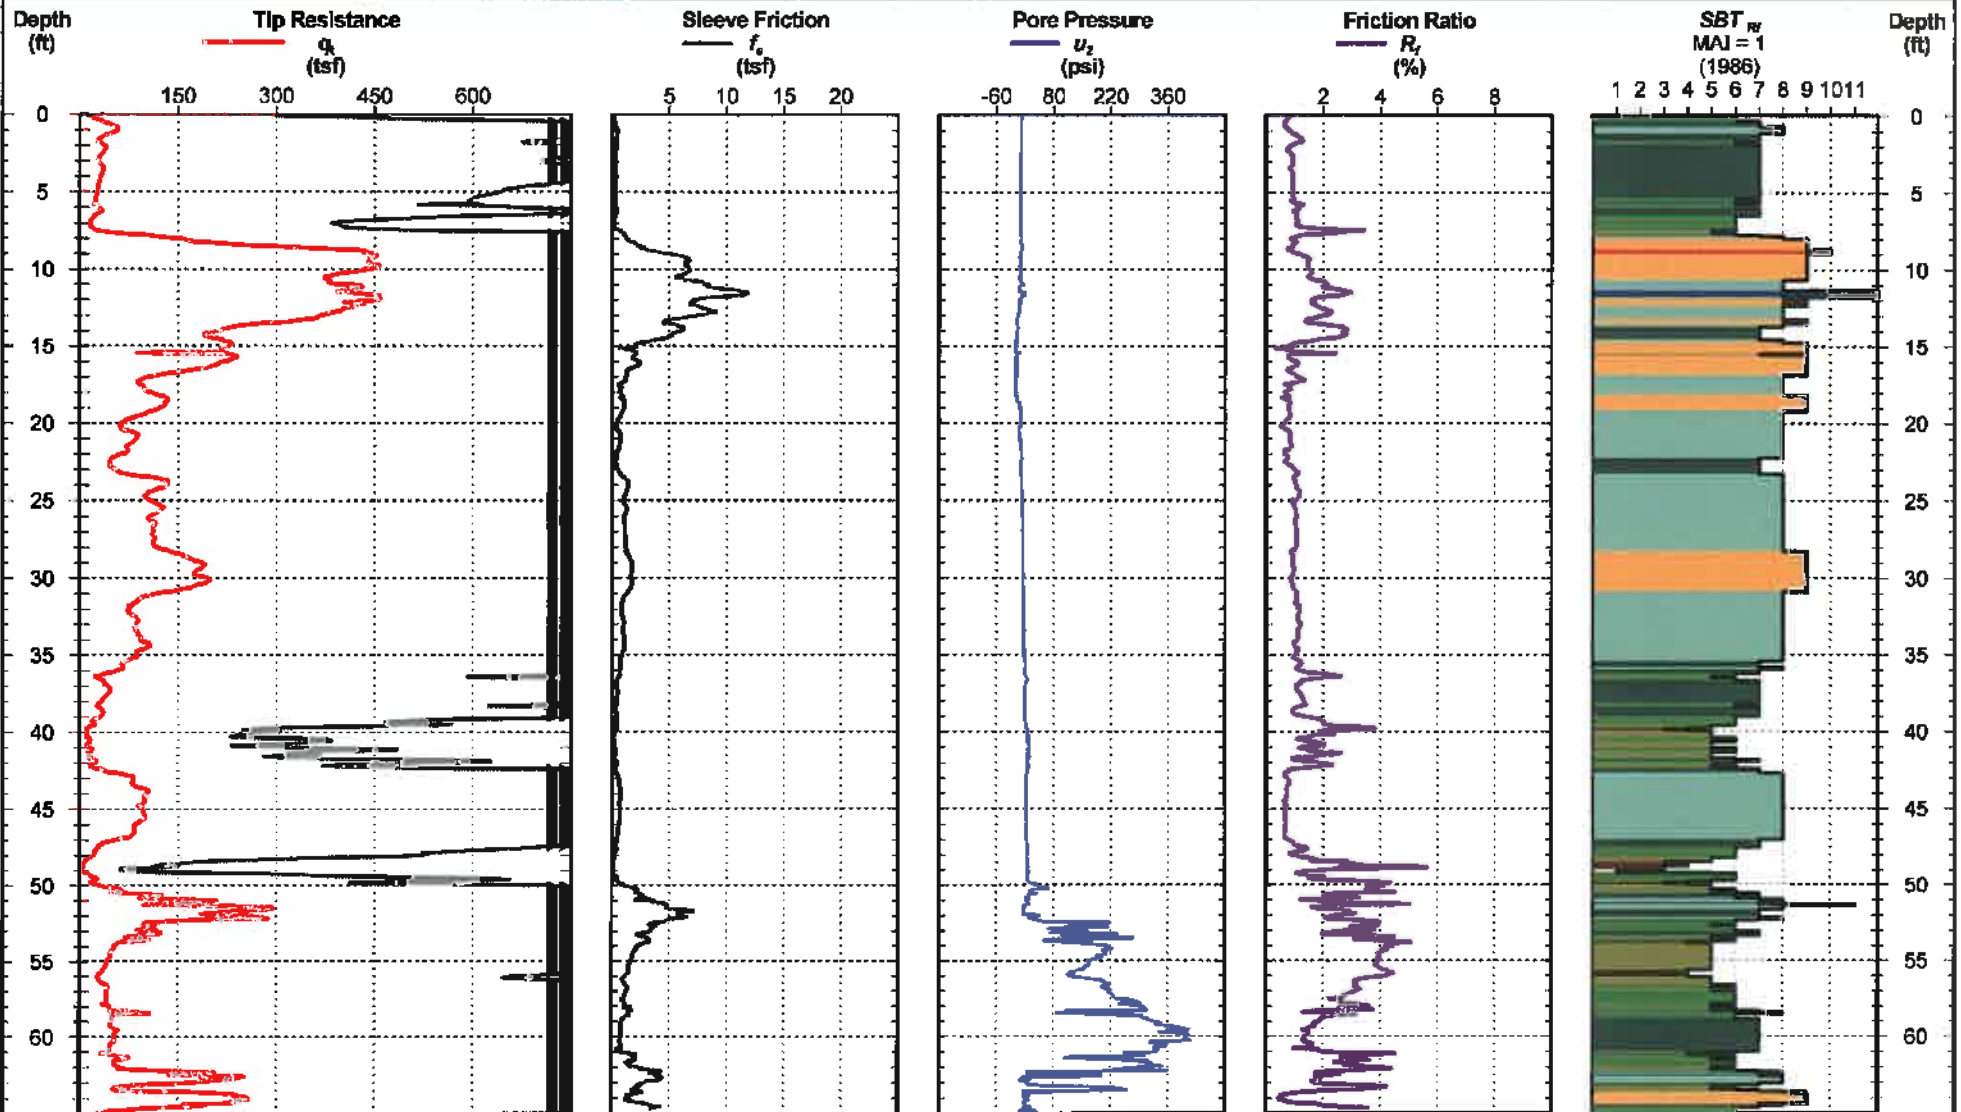 Depth (ft)
Tip Resistance
qt
(tsf)
Sleeve Friction
fs
(tsf)
Pore Pressure
u2
(psi)
Friction Ratio
Rf
(%)
SBT Rf
MAI = 1
(1986)
Depth (ft)
150 300 450 600
5 10 15 20
-60 80 220 360
2 4 6 8
1 2 3 4 5 6 7 8 9 10 11
0 0
5 5
10 10
15 15
20 20
25 25
30 30
35 35
40 40
45 45
50 50
55 55
60 60